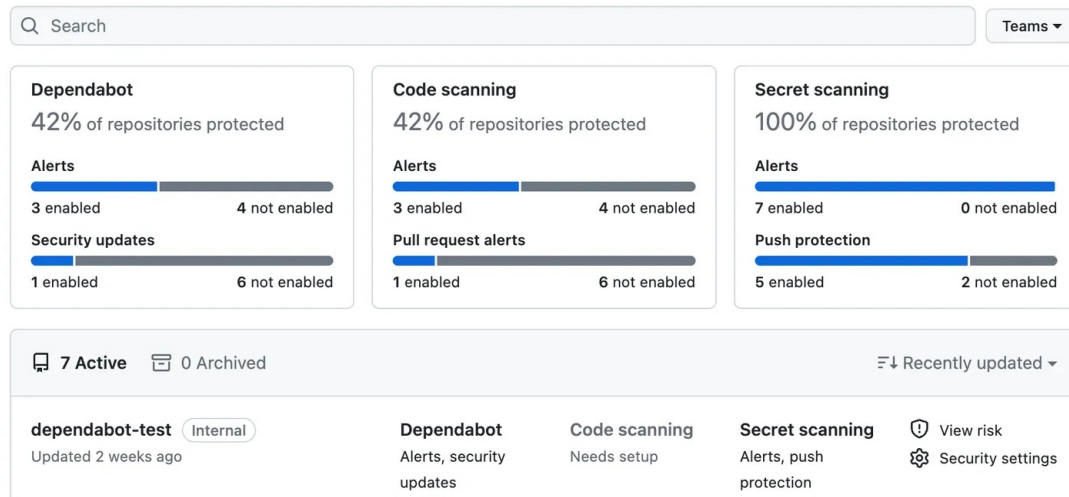 Search
Teams
Dependabot
42% of repositories protected
Alerts
3 enabled 4 not enabled
Security updates
1 enabled 6 not enabled
Code scanning
42% of repositories protected
Alerts
3 enabled 4 not enabled
Pull request alerts
1 enabled 6 not enabled
Secret scanning
100% of repositories protected
Alerts
7 enabled 0 not enabled
Push protection
5 enabled 2 not enabled
7 Active 0 Archived Recently updated
dependabot-test Internal
Updated 2 weeks ago
Dependabot
Alerts, security
updates
Code scanning
Needs setup
Secret scanning
Alerts, push
protection
View risk
Security settings